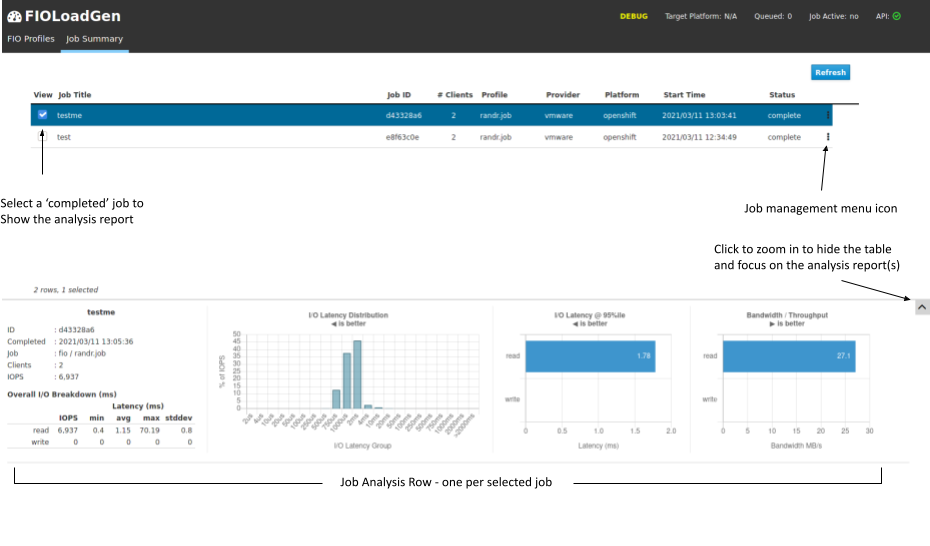 FIOLoadGen
DEBUG Target Platform: N/A Queued: 0 Job Active: no API:
FIO Profiles Job Summary
Refresh
View Job Title Job ID # Clients Profile Provider Platform Start Time Status
testme d43328a6 2 randr.job vmware openshift 2021/03/11 13:03:41 complete
test e8f63c0e 2 randr.job vmware openshift 2021/03/11 12:34:49 complete
Select a ‘completed’ job to
Show the analysis report
Job management menu icon
Click to zoom in to hide the table
and focus on the analysis report(s)
2 rows, 1 selected
testme
ID : d43328a6
Completed : 2021/03/11 13:05:36
Job : fio / randr.job
Clients : 2
IOPS : 6,937
Overall I/O Breakdown (ms)
Latency (ms)
IOPS min avg max stddev
read 6,937 0.4 1.15 70.19 0.8
write 0 0 0 0 0
I/O Latency Distribution
◀ is better
% of IOPS
50
45
40
35
30
25
20
15
10
5
0
2us 4us 10us 20us 50us 100us 250us 500us 750us 1000us 2ms 4ms 10ms 20ms 50ms 100ms 250ms 500ms 750ms 1000ms 2000ms >2000ms
I/O Latency Group
I/O Latency @ 95%ile
◀ is better
read 1.78
write
0 0.5 1.0 1.5 2.0
Latency (ms)
Bandwidth / Throughput
▶ is better
read 27.1
write
0 5 10 15 20 25 30
Bandwidth MB/s
Job Analysis Row - one per selected job